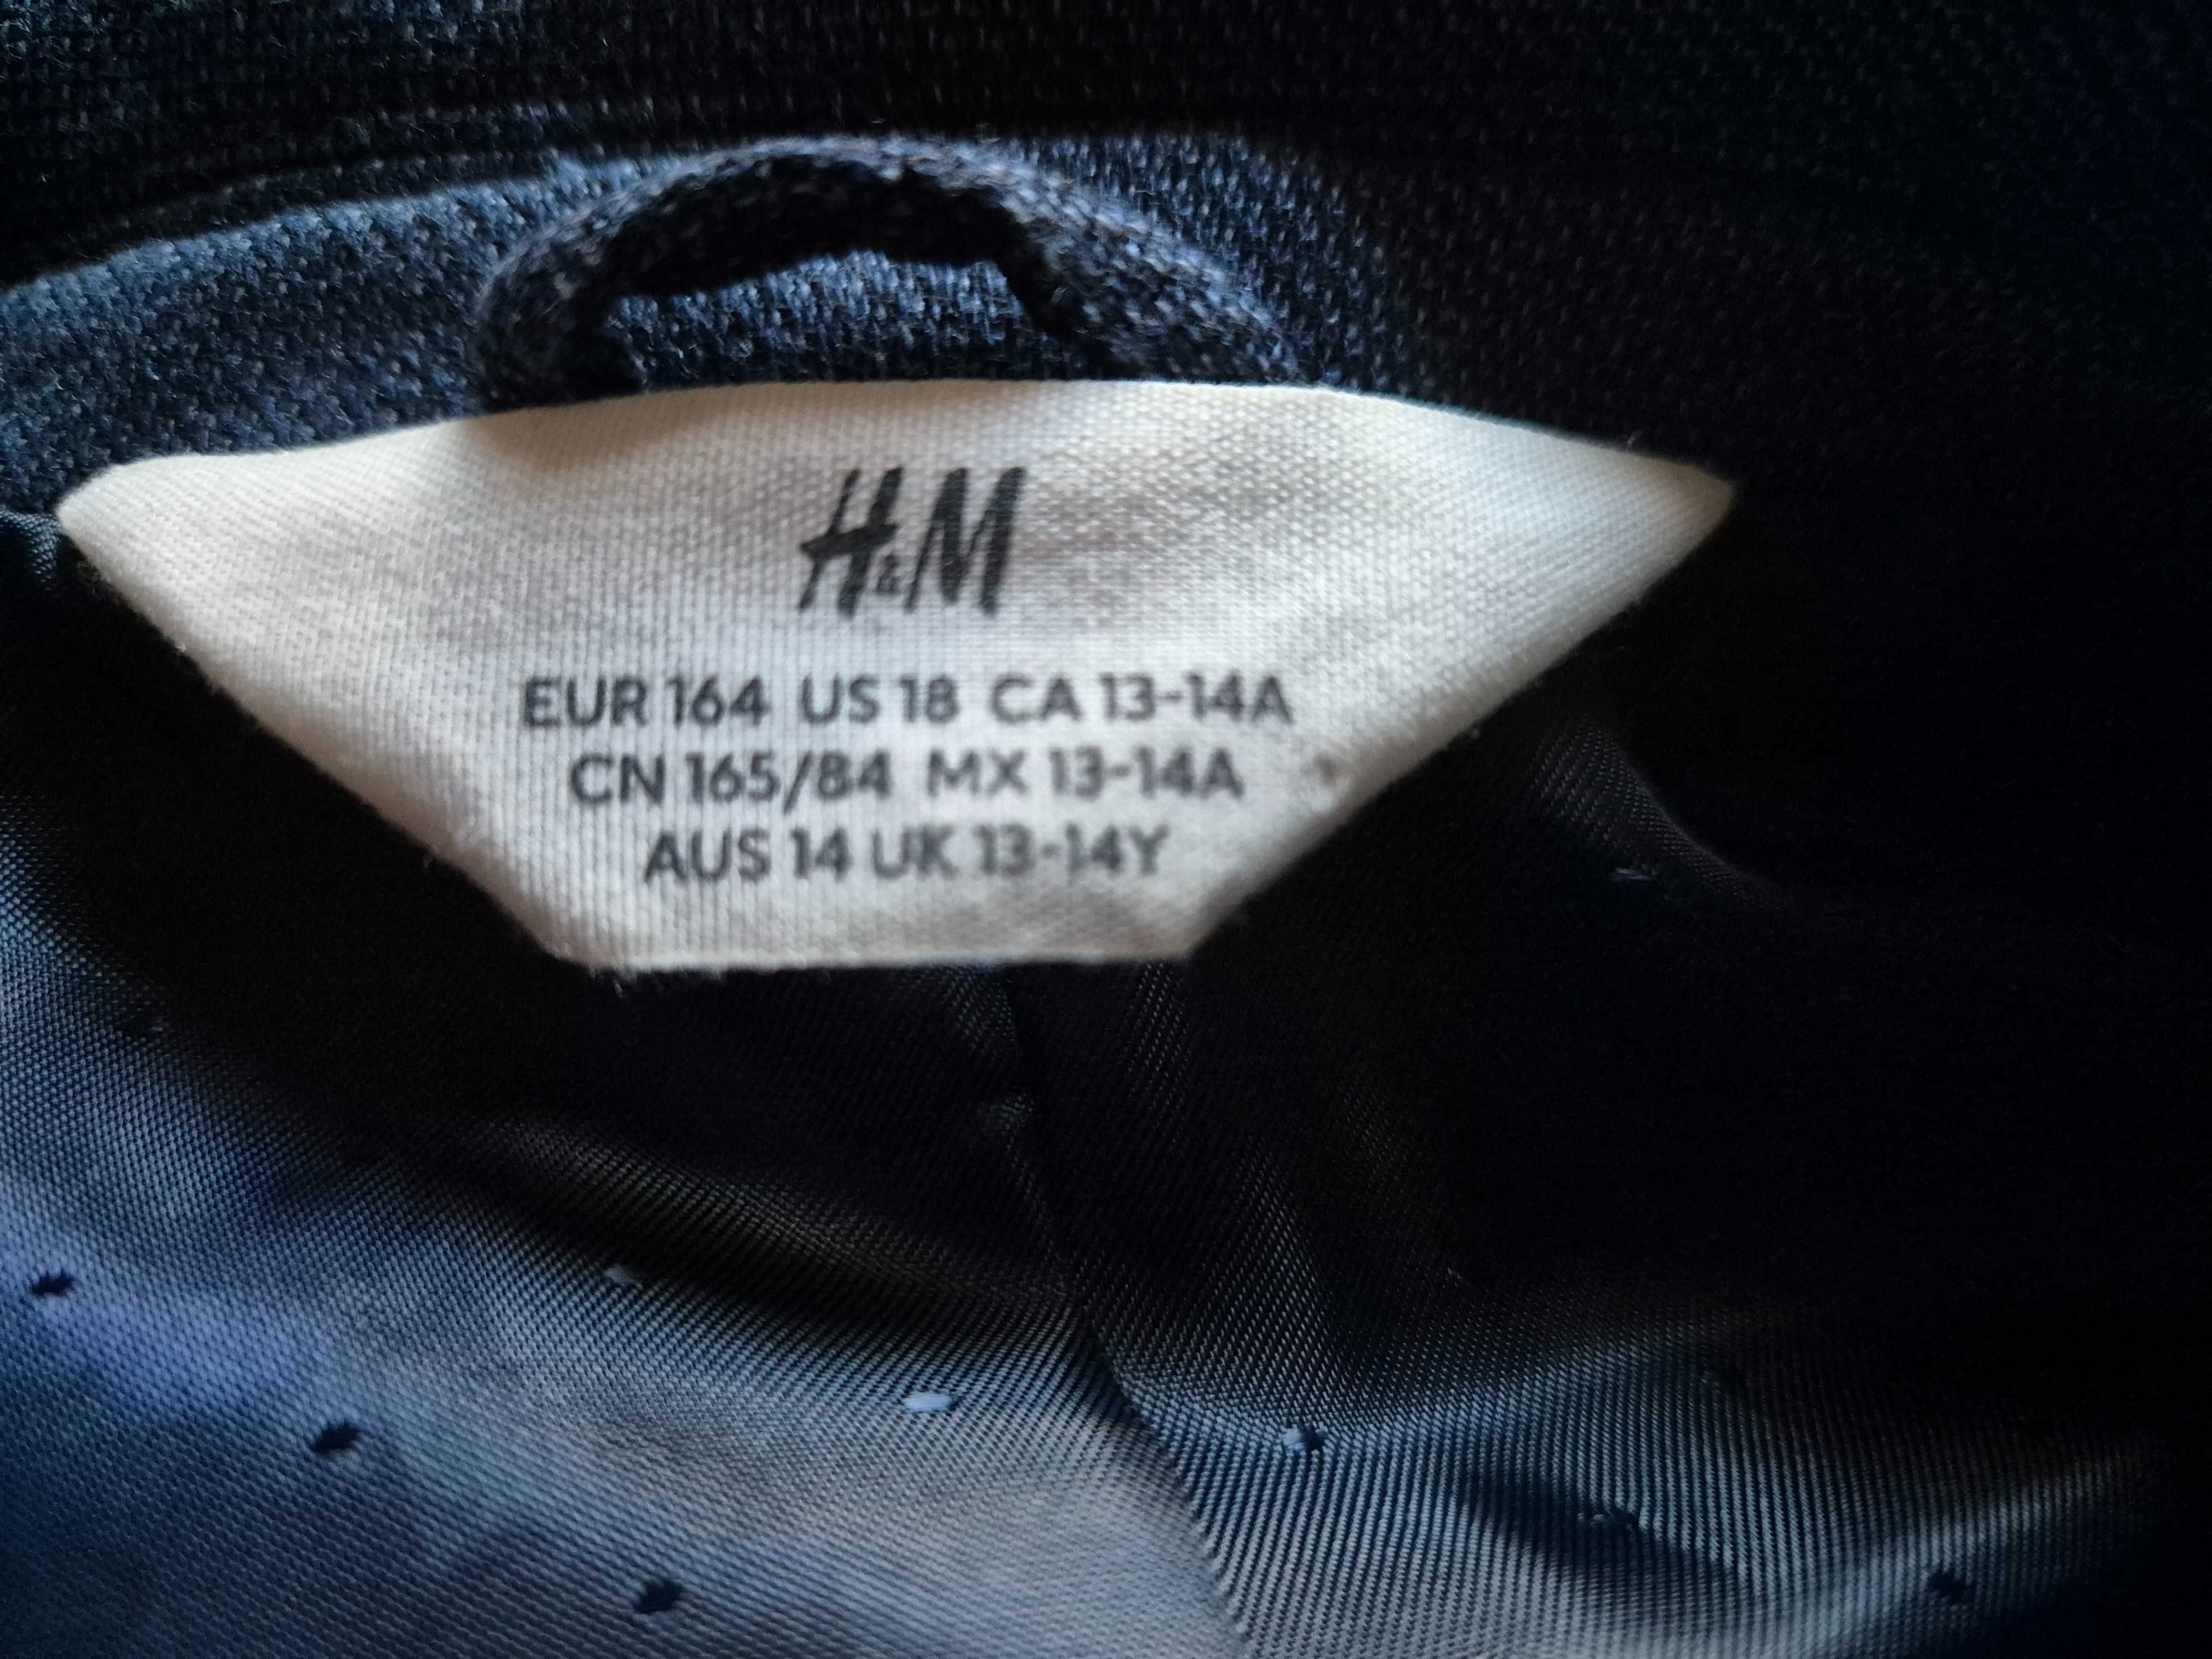 H&M
EUR 164 US 18 CA 13-14A
CN 165/84 MX 13-14A
AUS 14 UK 13-14Y